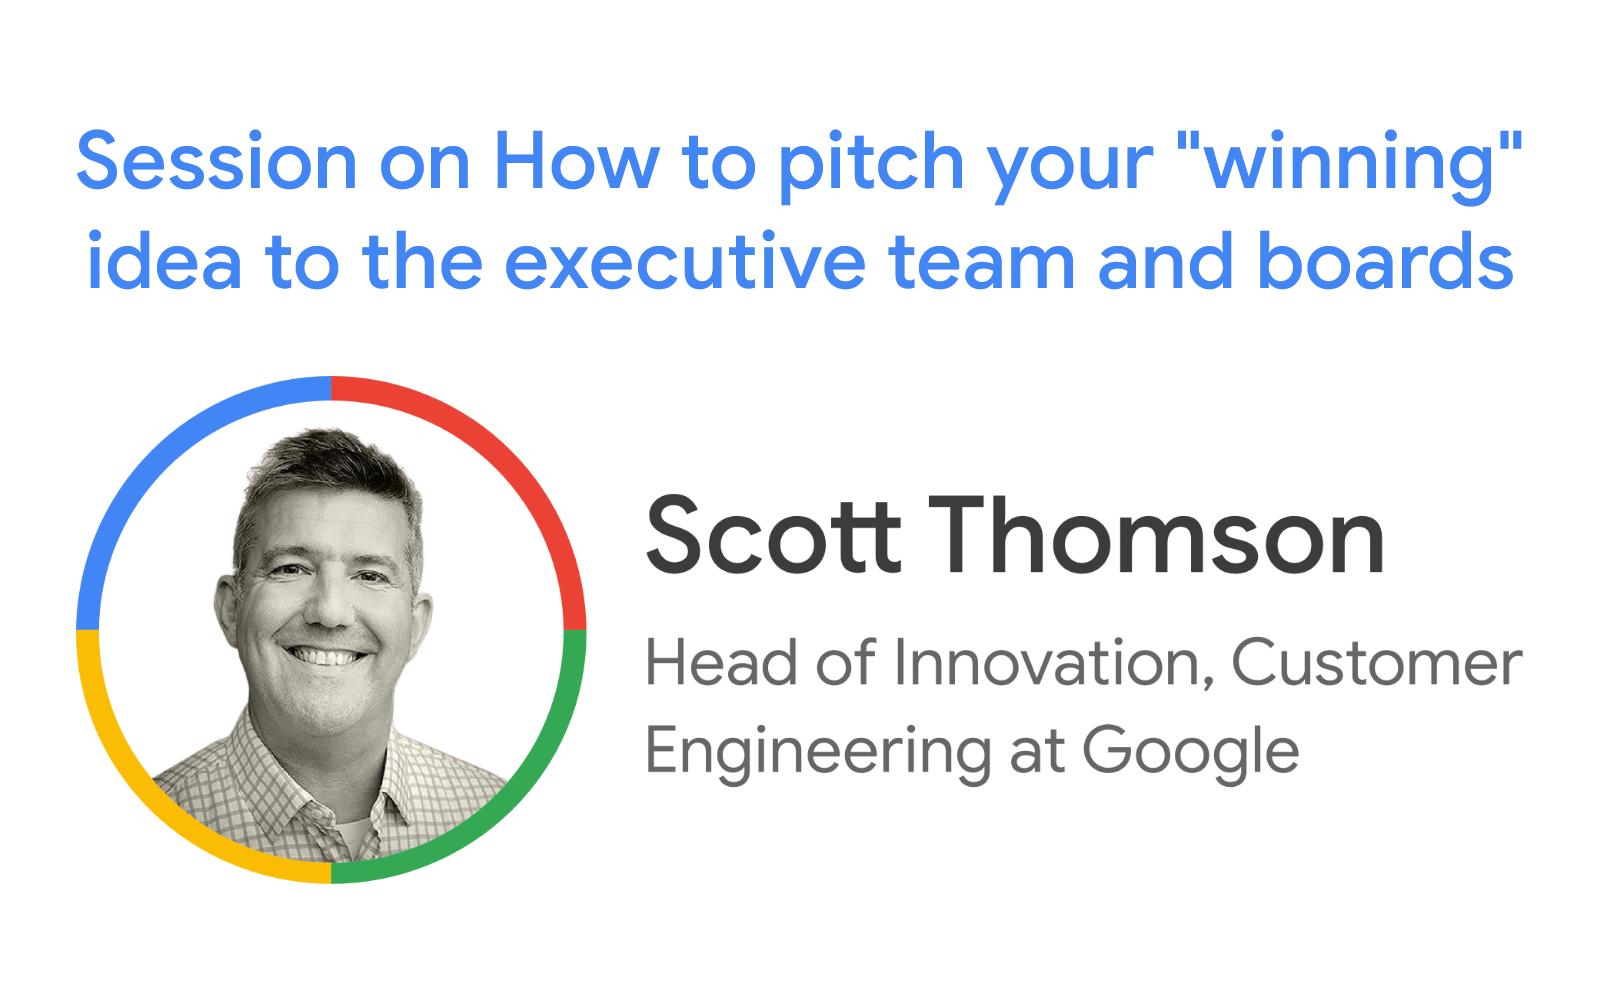 Session on How to pitch your "winning"
idea to the executive team and boards
Scott Thomson
Head of Innovation, Customer
Engineering at Google